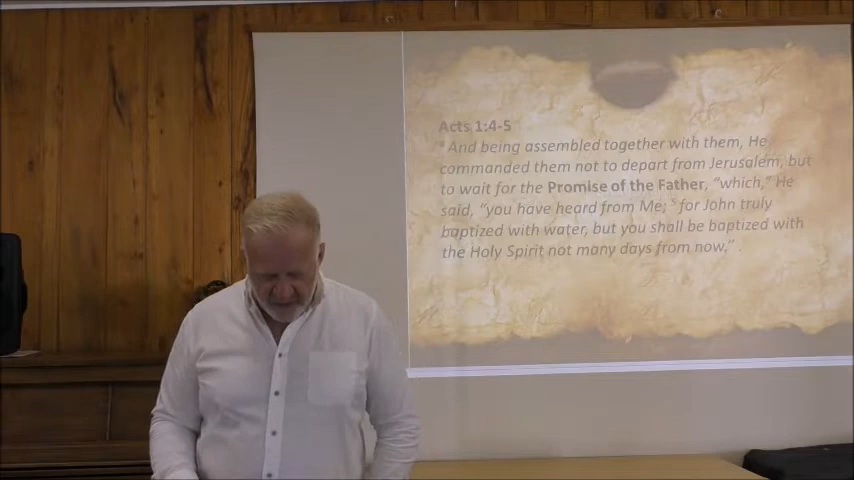 Acts 1:4-5
⁴ And being assembled together with them, He
commanded them not to depart from Jerusalem, but
to wait for the Promise of the Father, “which,” He
said, “you have heard from Me; ⁵ for John truly
baptized with water, but you shall be baptized with
the Holy Spirit not many days from now,”